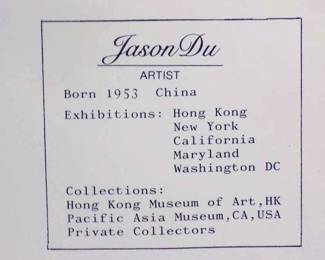 Jason Du
ARTIST
Born 1953 China
Exhibitions: Hong Kong
New York
California
Maryland
Washington DC
Collections:
Hong Kong Museum of Art,HK
Pacific Asia Museum,CA,USA
Private Collectors